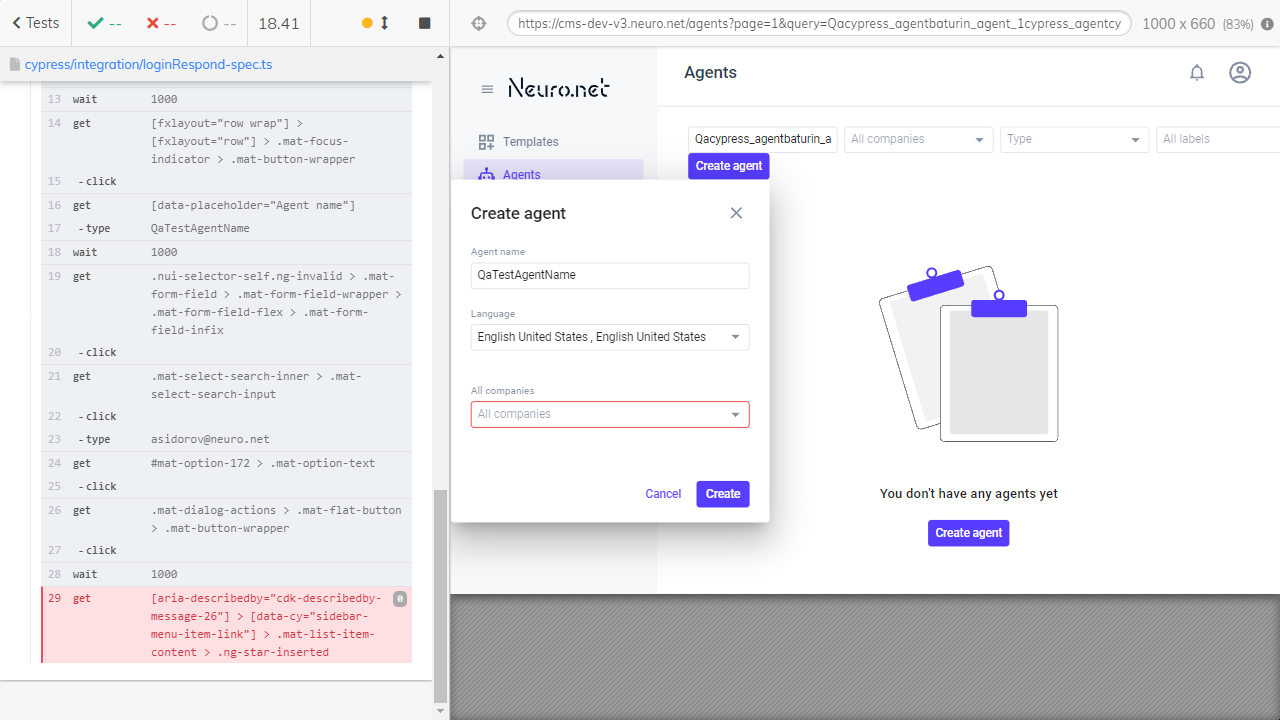 Tests
--
--
--
18.41
https://cms-dev-v3.neuro.net/agents?page=1&query=Qacypress_agentbaturin_agent_1cypress_agentcy
1000 x 660 (83%)
cypress/integration/loginRespond-spec.ts
13 wait 1000
14 get [fxlayout="row wrap"] >
[fxlayout="row"] > .mat-focus-
indicator > .mat-button-wrapper
15 - click
16 get [data-placeholder="Agent name"]
17 - type QaTestAgentName
18 wait 1000
19 get .nui-selector-self.ng-invalid > .mat-
form-field > .mat-form-field-wrapper >
.mat-form-field-flex > .mat-form-
field-infix
20 - click
21 get .mat-select-search-inner > .mat-
select-search-input
22 - click
23 - type asidorov@neuro.net
24 get #mat-option-172 > .mat-option-text
25 - click
26 get .mat-dialog-actions > .mat-flat-button
> .mat-button-wrapper
27 - click
28 wait 1000
29 get [aria-describedby="cdk-describedby-
message-26"] > [data-cy="sidebar-
menu-item-link"] > .mat-list-item-
content > .ng-star-inserted
0
Neuro.net
Templates
Agents
Agents
Qacypress_agentbaturin_a
All companies
Type
All labels
Create agent
Create agent
Agent name
QaTestAgentName
Language
English United States , English United States
All companies
All companies
Cancel
Create
You don't have any agents yet
Create agent